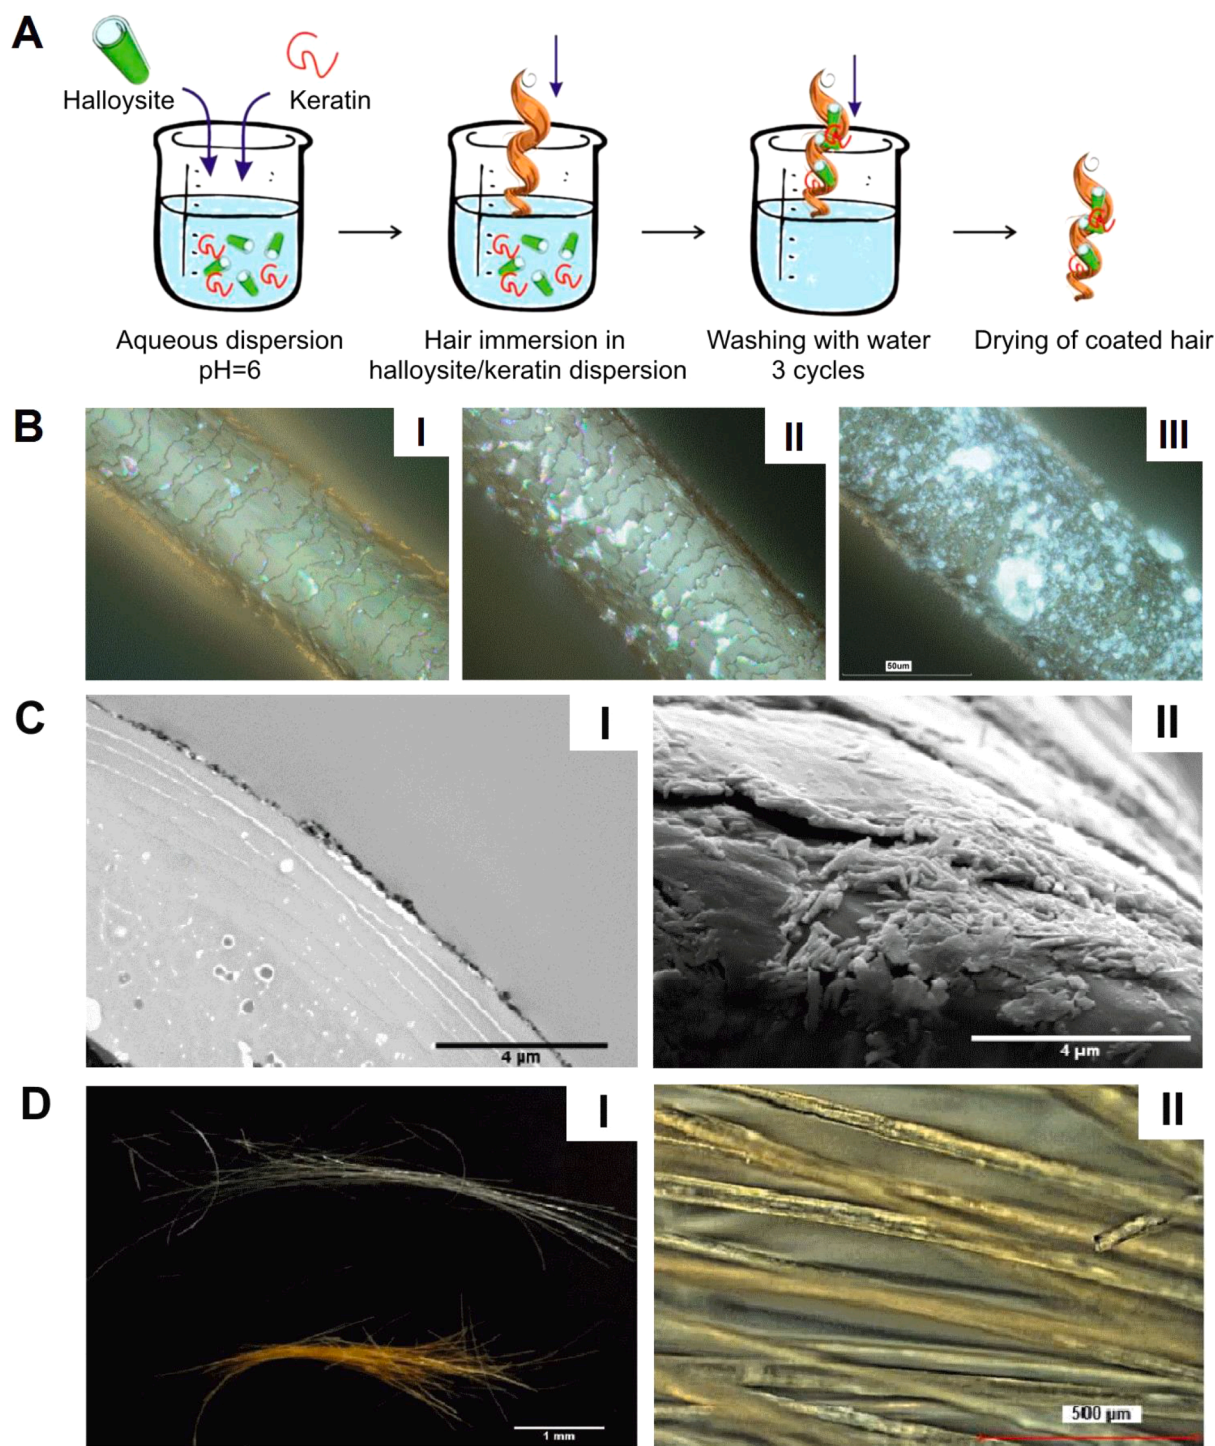 A
Halloysite
Keratin
Aqueous dispersion
pH=6
Hair immersion in
halloysite/keratin dispersion
Washing with water
3 cycles
Drying of coated hair
B
I
II
III
50um
C
I
II
4 µm
4 µm
D
I
II
1 mm
500 µm